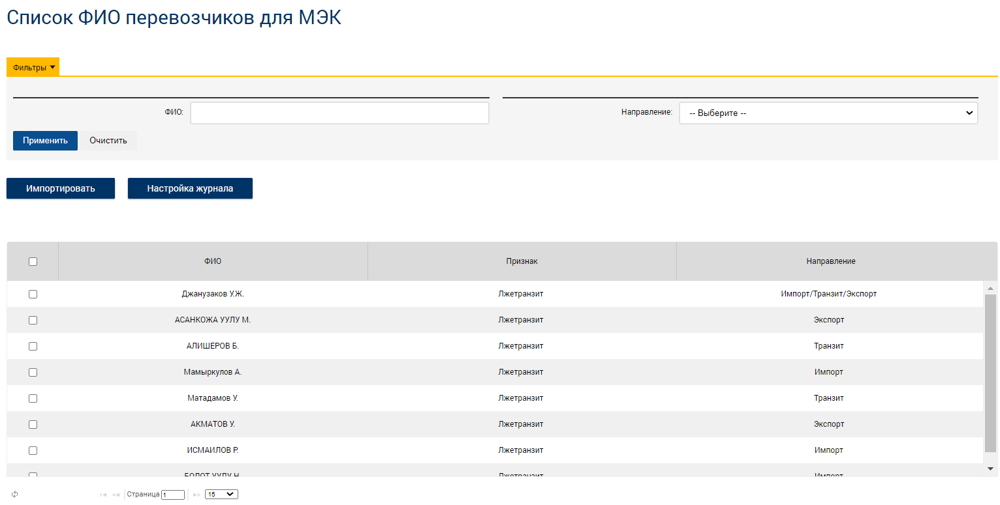 Список ФИО перевозчиков для МЭК
Фильтры
ФИО: Направление: -- Выберите --
Применить Очистить
Импортировать Настройка журнала
ФИО Признак Направление
Джанузаков У.Ж. Лжетранзит Импорт/Транзит/Экспорт
АСАНКОЖА УУЛУ М. Лжетранзит Экспорт
АЛИШЕРОВ Б. Лжетранзит Транзит
Мамыркулов А. Лжетранзит Импорт
Матадамов У. Лжетранзит Транзит
АКМАТОВ У. Лжетранзит Экспорт
ИСМАИЛОВ Р. Лжетранзит Импорт
БОЛОТ УУЛУ Н. Лжетранзит Импорт
Страница 1 15